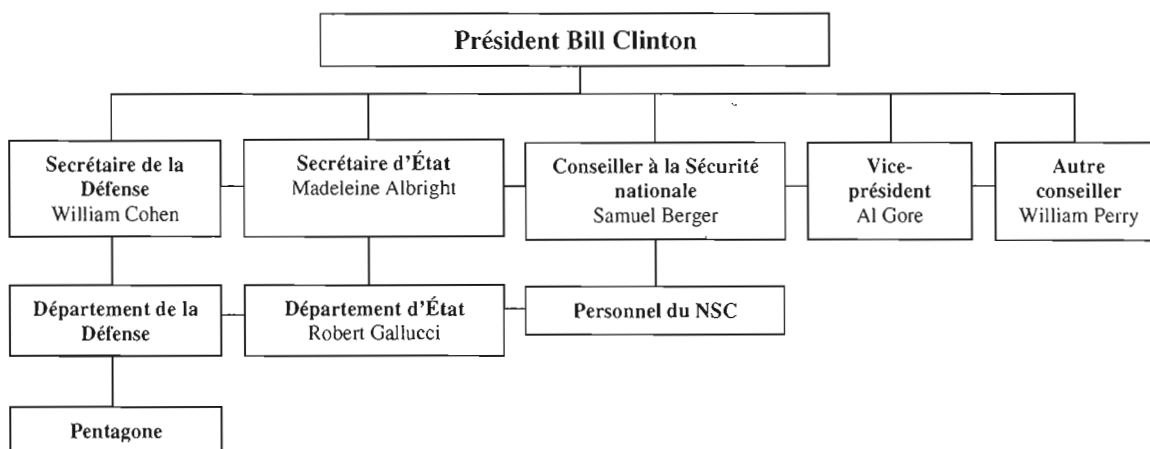 Président Bill Clinton
Secrétaire de la
Défense
William Cohen
Secrétaire d'État
Madeleine Albright
Conseiller à la Sécurité
nationale
Samuel Berger
Vice-
président
Al Gore
Autre
conseiller
William Perry
Département de la
Défense
Département d'État
Robert Gallucci
Personnel du NSC
Pentagone